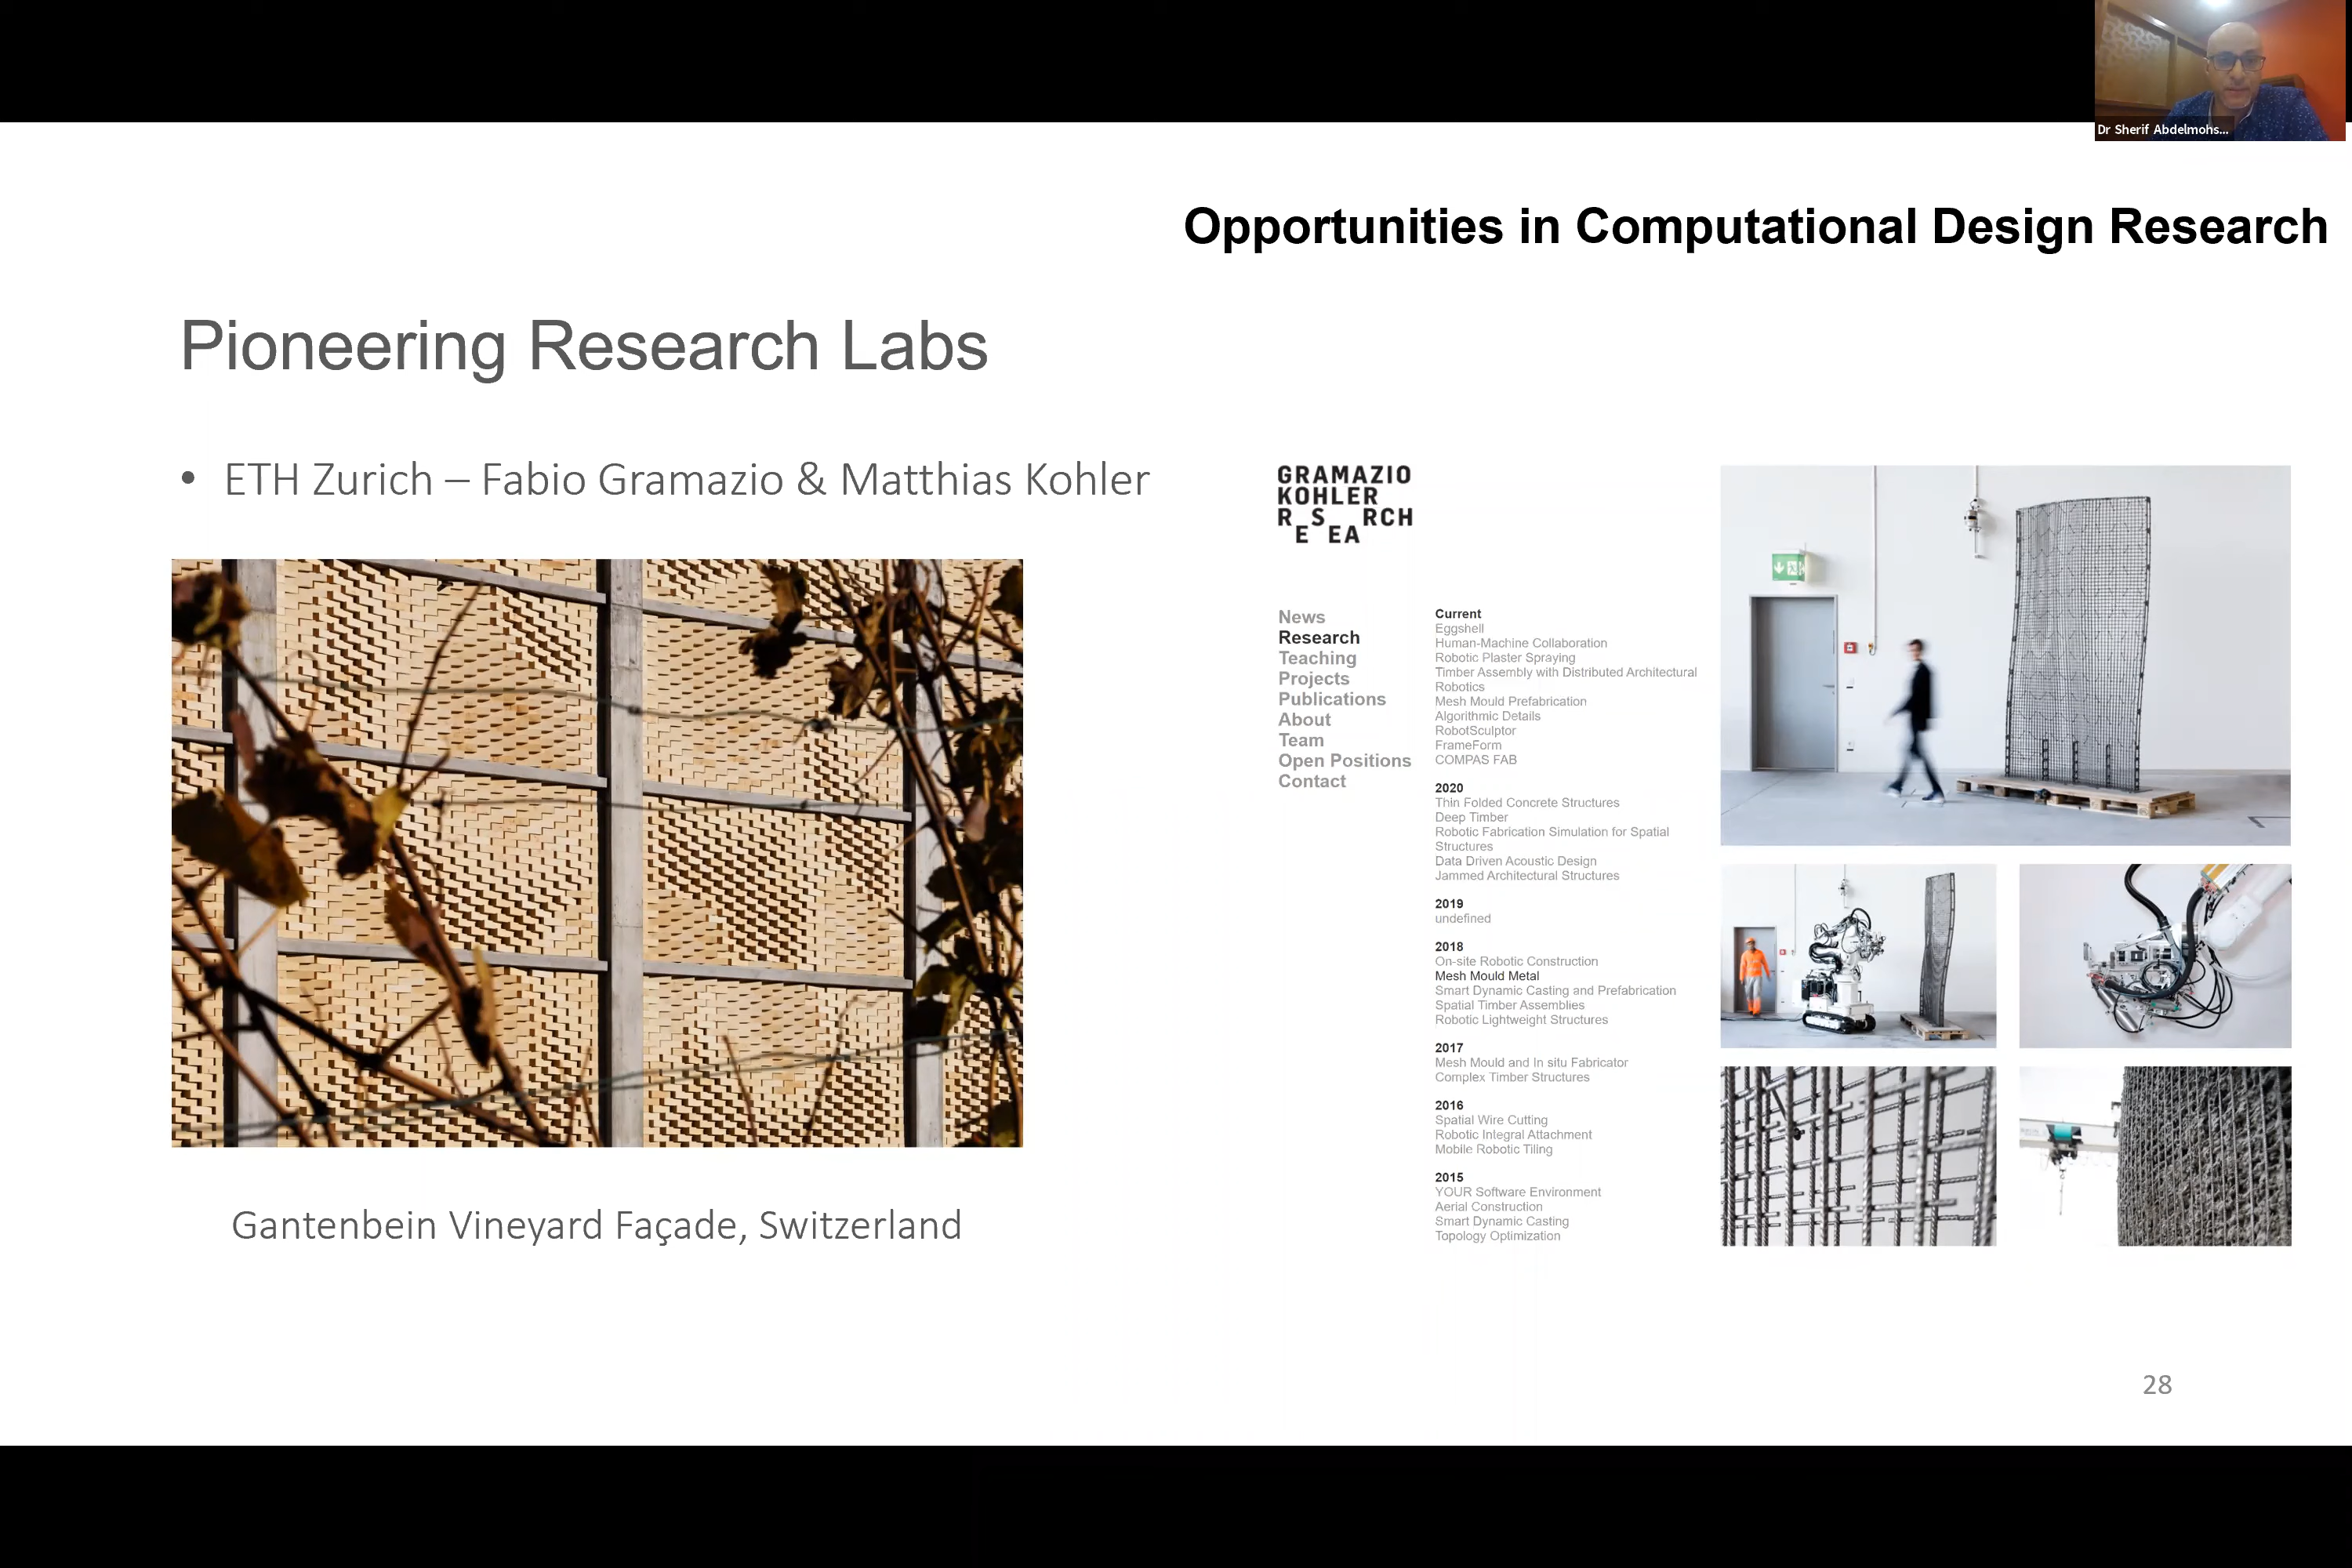 Dr Sherif Abdelmohs...
Opportunities in Computational Design Research
Pioneering Research Labs
• ETH Zurich – Fabio Gramazio & Matthias Kohler
Gantenbein Vineyard Façade, Switzerland
GRAMAZIO
KOHLER
RESEARCH
News
Research
Teaching
Projects
Publications
About
Team
Open Positions
Contact
Current
Eggshell
Human-Machine Collaboration
Robotic Plaster Spraying
Timber Assembly with Distributed Architectural
Robotics
Mesh Mould Prefabrication
Algorithmic Details
RobotSculptor
FrameForm
COMPAS FAB
2020
Thin Folded Concrete Structures
Deep Timber
Robotic Fabrication Simulation for Spatial
Structures
Data Driven Acoustic Design
Jammed Architectural Structures
2019
undefined
2018
On-site Robotic Construction
Mesh Mould Metal
Smart Dynamic Casting and Prefabrication
Spatial Timber Assemblies
Robotic Lightweight Structures
2017
Mesh Mould and In situ Fabricator
Complex Timber Structures
2016
Spatial Wire Cutting
Robotic Integral Attachment
Mobile Robotic Tiling
2015
YOUR Software Environment
Aerial Construction
Smart Dynamic Casting
Topology Optimization
28